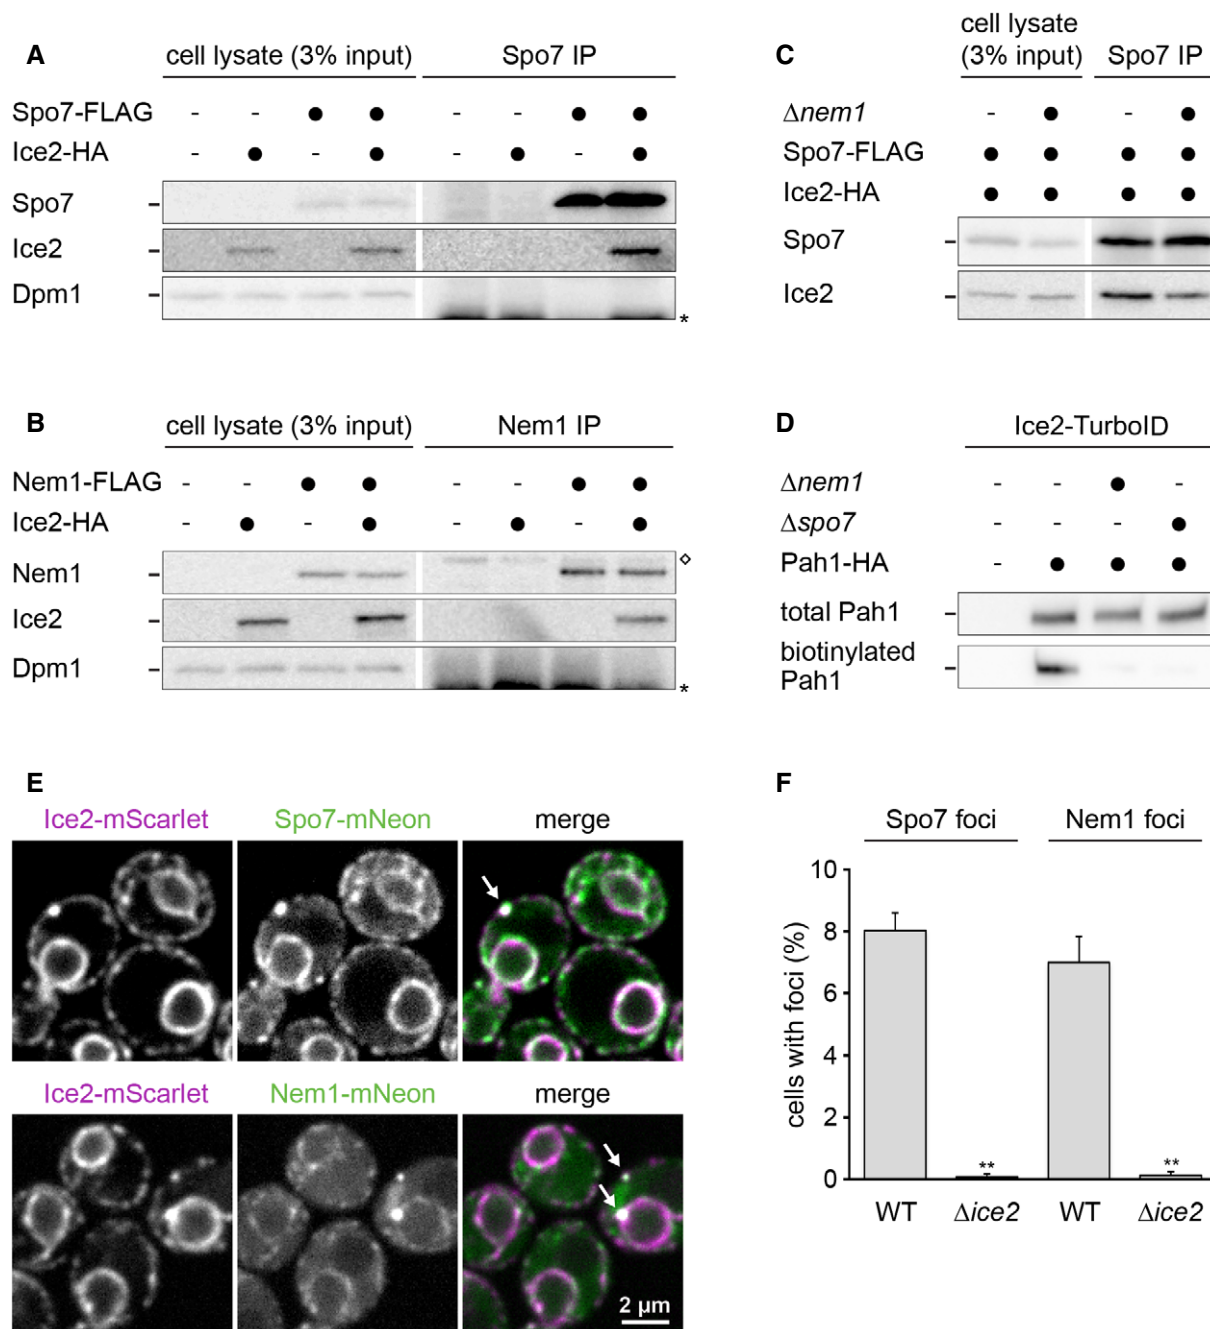 A
cell lysate (3% input) Spo7 IP
Spo7-FLAG - - ● ● - - ● ●
Ice2-HA - ● - ● - ● - ●
Spo7
Ice2
Dpm1 *
B
cell lysate (3% input) Nem1 IP
Nem1-FLAG - - ● ● - - ● ●
Ice2-HA - ● - ● - ● - ●
Nem1 ◇
Ice2
Dpm1 *
C
cell lysate
(3% input) Spo7 IP
Δnem1 - ● - ●
Spo7-FLAG ● ● ● ●
Ice2-HA ● ● ● ●
Spo7
Ice2
D
Ice2-TurboID
Δnem1 - - ● -
Δspo7 - - - ●
Pah1-HA - ● ● ●
total Pah1
biotinylated
Pah1
E
Ice2-mScarlet Spo7-mNeon merge
Ice2-mScarlet Nem1-mNeon merge
2 µm
F
Spo7 foci Nem1 foci
cells with foci (%)
10
8
6
4
2
0
** **
WT Δice2 WT Δice2